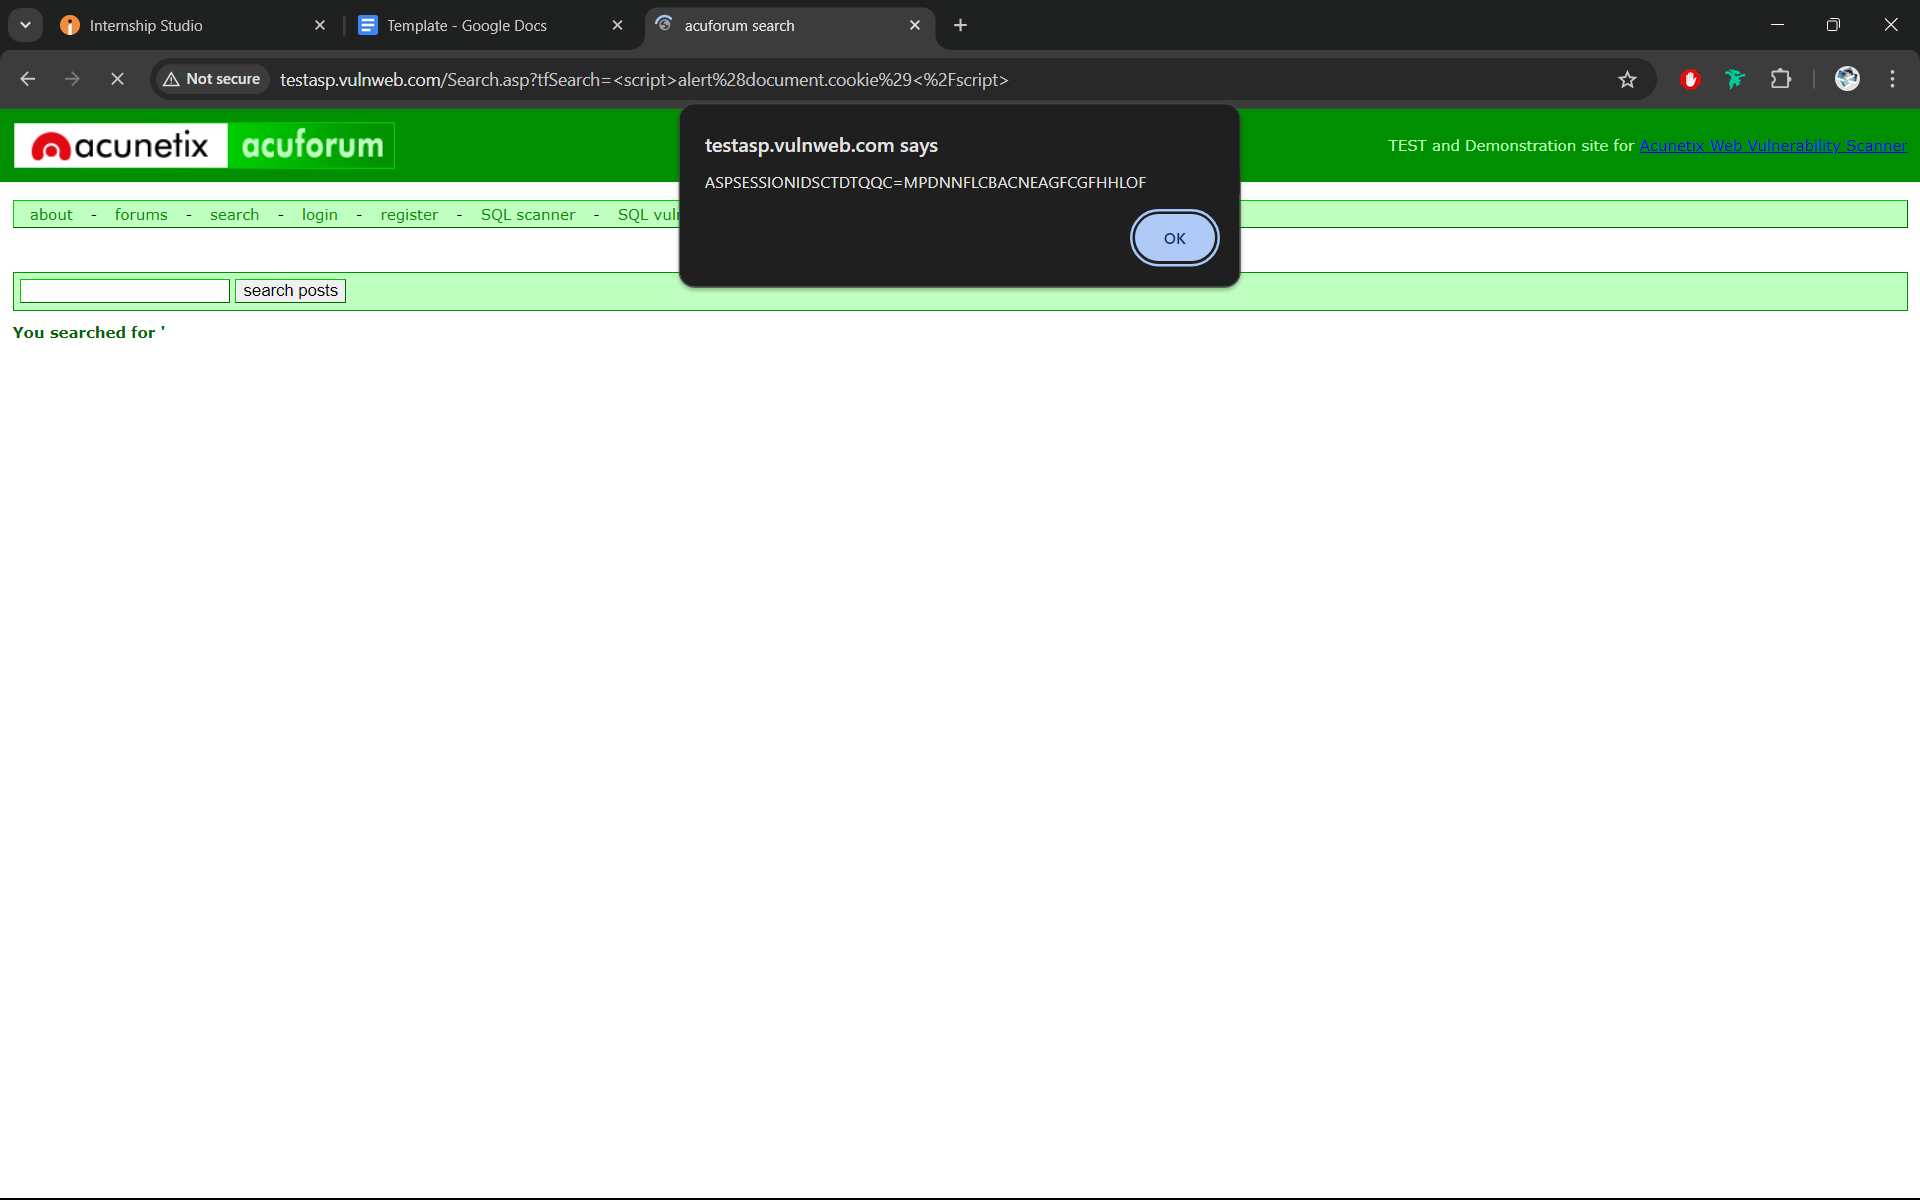 Internship Studio
Template - Google Docs
acuforum search
Not secure
testasp.vulnweb.com/Search.asp?tfSearch=<script>alert%28document.cookie%29<%2Fscript>
acunetix acuforum
TEST and Demonstration site for Acunetix Web Vulnerability Scanner
testasp.vulnweb.com says
ASPSESSIONIDSCTDTQQC=MPDNNFLCBACNEAGFCGFHHLOF
OK
about - forums - search - login - register - SQL scanner - SQL vuln
search posts
You searched for '